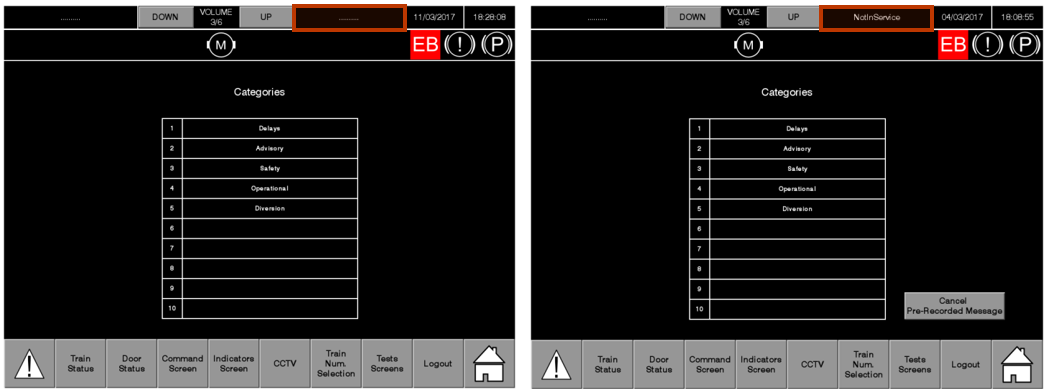 .......... DOWN VOLUME 3/6 UP .......... 11/03/2017 18:28:08
M EB ! P
Categories
1 Delays
2 Advisory
3 Safety
4 Operational
5 Diversion
6
7
8
9
10
Train Status Door Status Command Screen Indicators Screen CCTV Train Num. Selection Tests Screens Logout
.......... DOWN VOLUME 3/6 UP NotInService 04/03/2017 18:08:55
M EB ! P
Categories
1 Delays
2 Advisory
3 Safety
4 Operational
5 Diversion
6
7
8
9
10
Cancel
Pre-Recorded Message
Train Status Door Status Command Screen Indicators Screen CCTV Train Num. Selection Tests Screens Logout